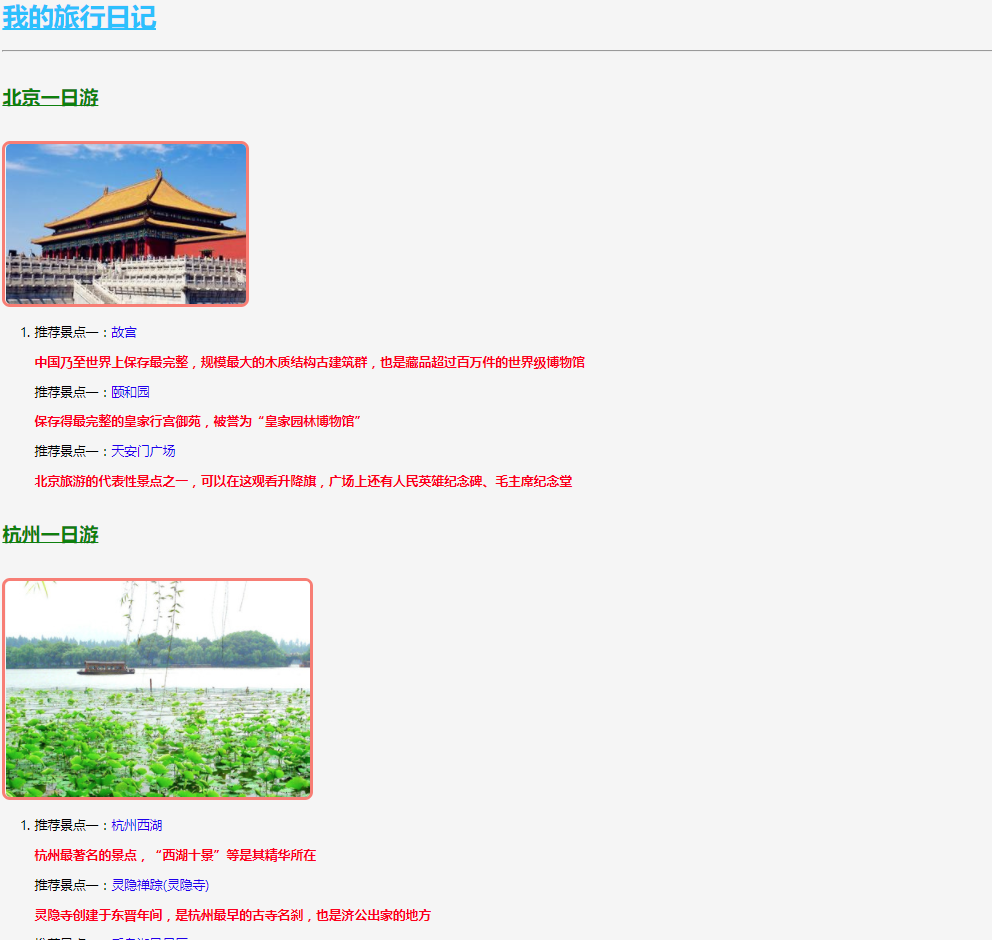 我的旅行日记
北京一日游
1. 推荐景点一：故宫
中国乃至世界上保存最完整，规模最大的木质结构古建筑群，也是藏品超过百万件的世界级博物馆
推荐景点一：颐和园
保存得最完整的皇家行宫御苑，被誉为“皇家园林博物馆”
推荐景点一：天安门广场
北京旅游的代表性景点之一，可以在这观看升降旗，广场上还有人民英雄纪念碑、毛主席纪念堂
杭州一日游
1. 推荐景点一：杭州西湖
杭州最著名的景点，“西湖十景”等是其精华所在
推荐景点一：灵隐禅踪(灵隐寺)
灵隐寺创建于东晋年间，是杭州最早的古寺名刹，也是济公出家的地方